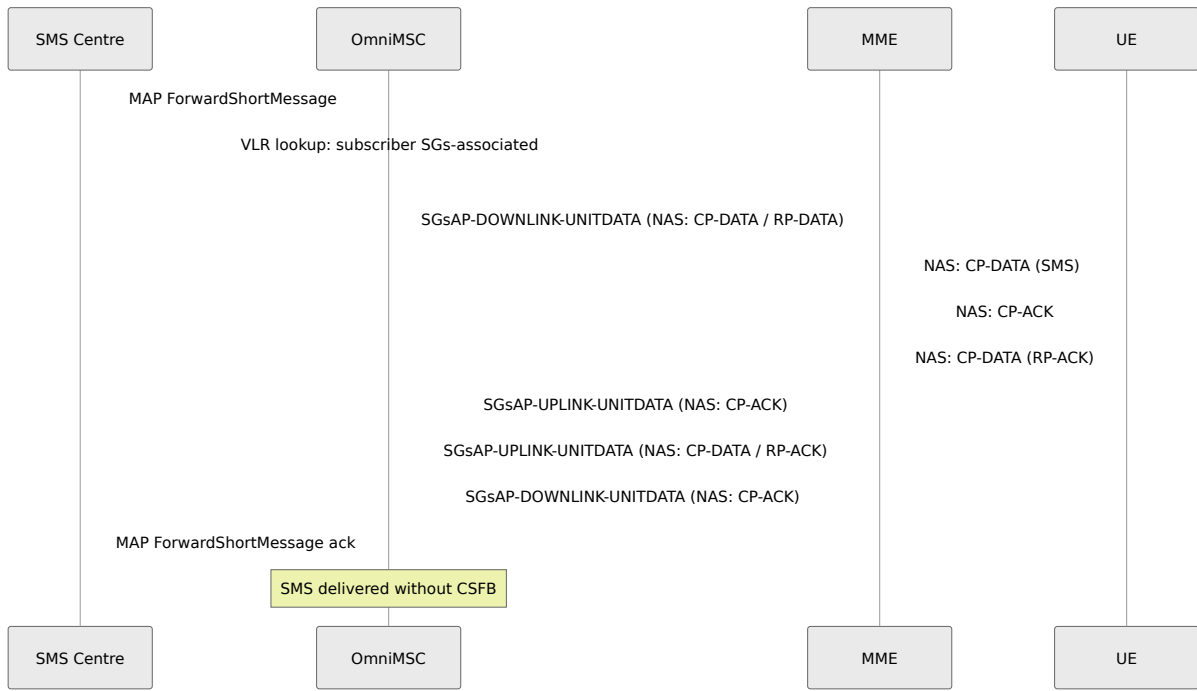 SMS Centre
OmniMSC
MME
UE
MAP ForwardShortMessage
VLR lookup: subscriber SGs-associated
SGsAP-DOWNLINK-UNITDATA (NAS: CP-DATA / RP-DATA)
NAS: CP-DATA (SMS)
NAS: CP-ACK
NAS: CP-DATA (RP-ACK)
SGsAP-UPLINK-UNITDATA (NAS: CP-ACK)
SGsAP-UPLINK-UNITDATA (NAS: CP-DATA / RP-ACK)
SGsAP-DOWNLINK-UNITDATA (NAS: CP-ACK)
MAP ForwardShortMessage ack
SMS delivered without CSFB
SMS Centre
OmniMSC
MME
UE